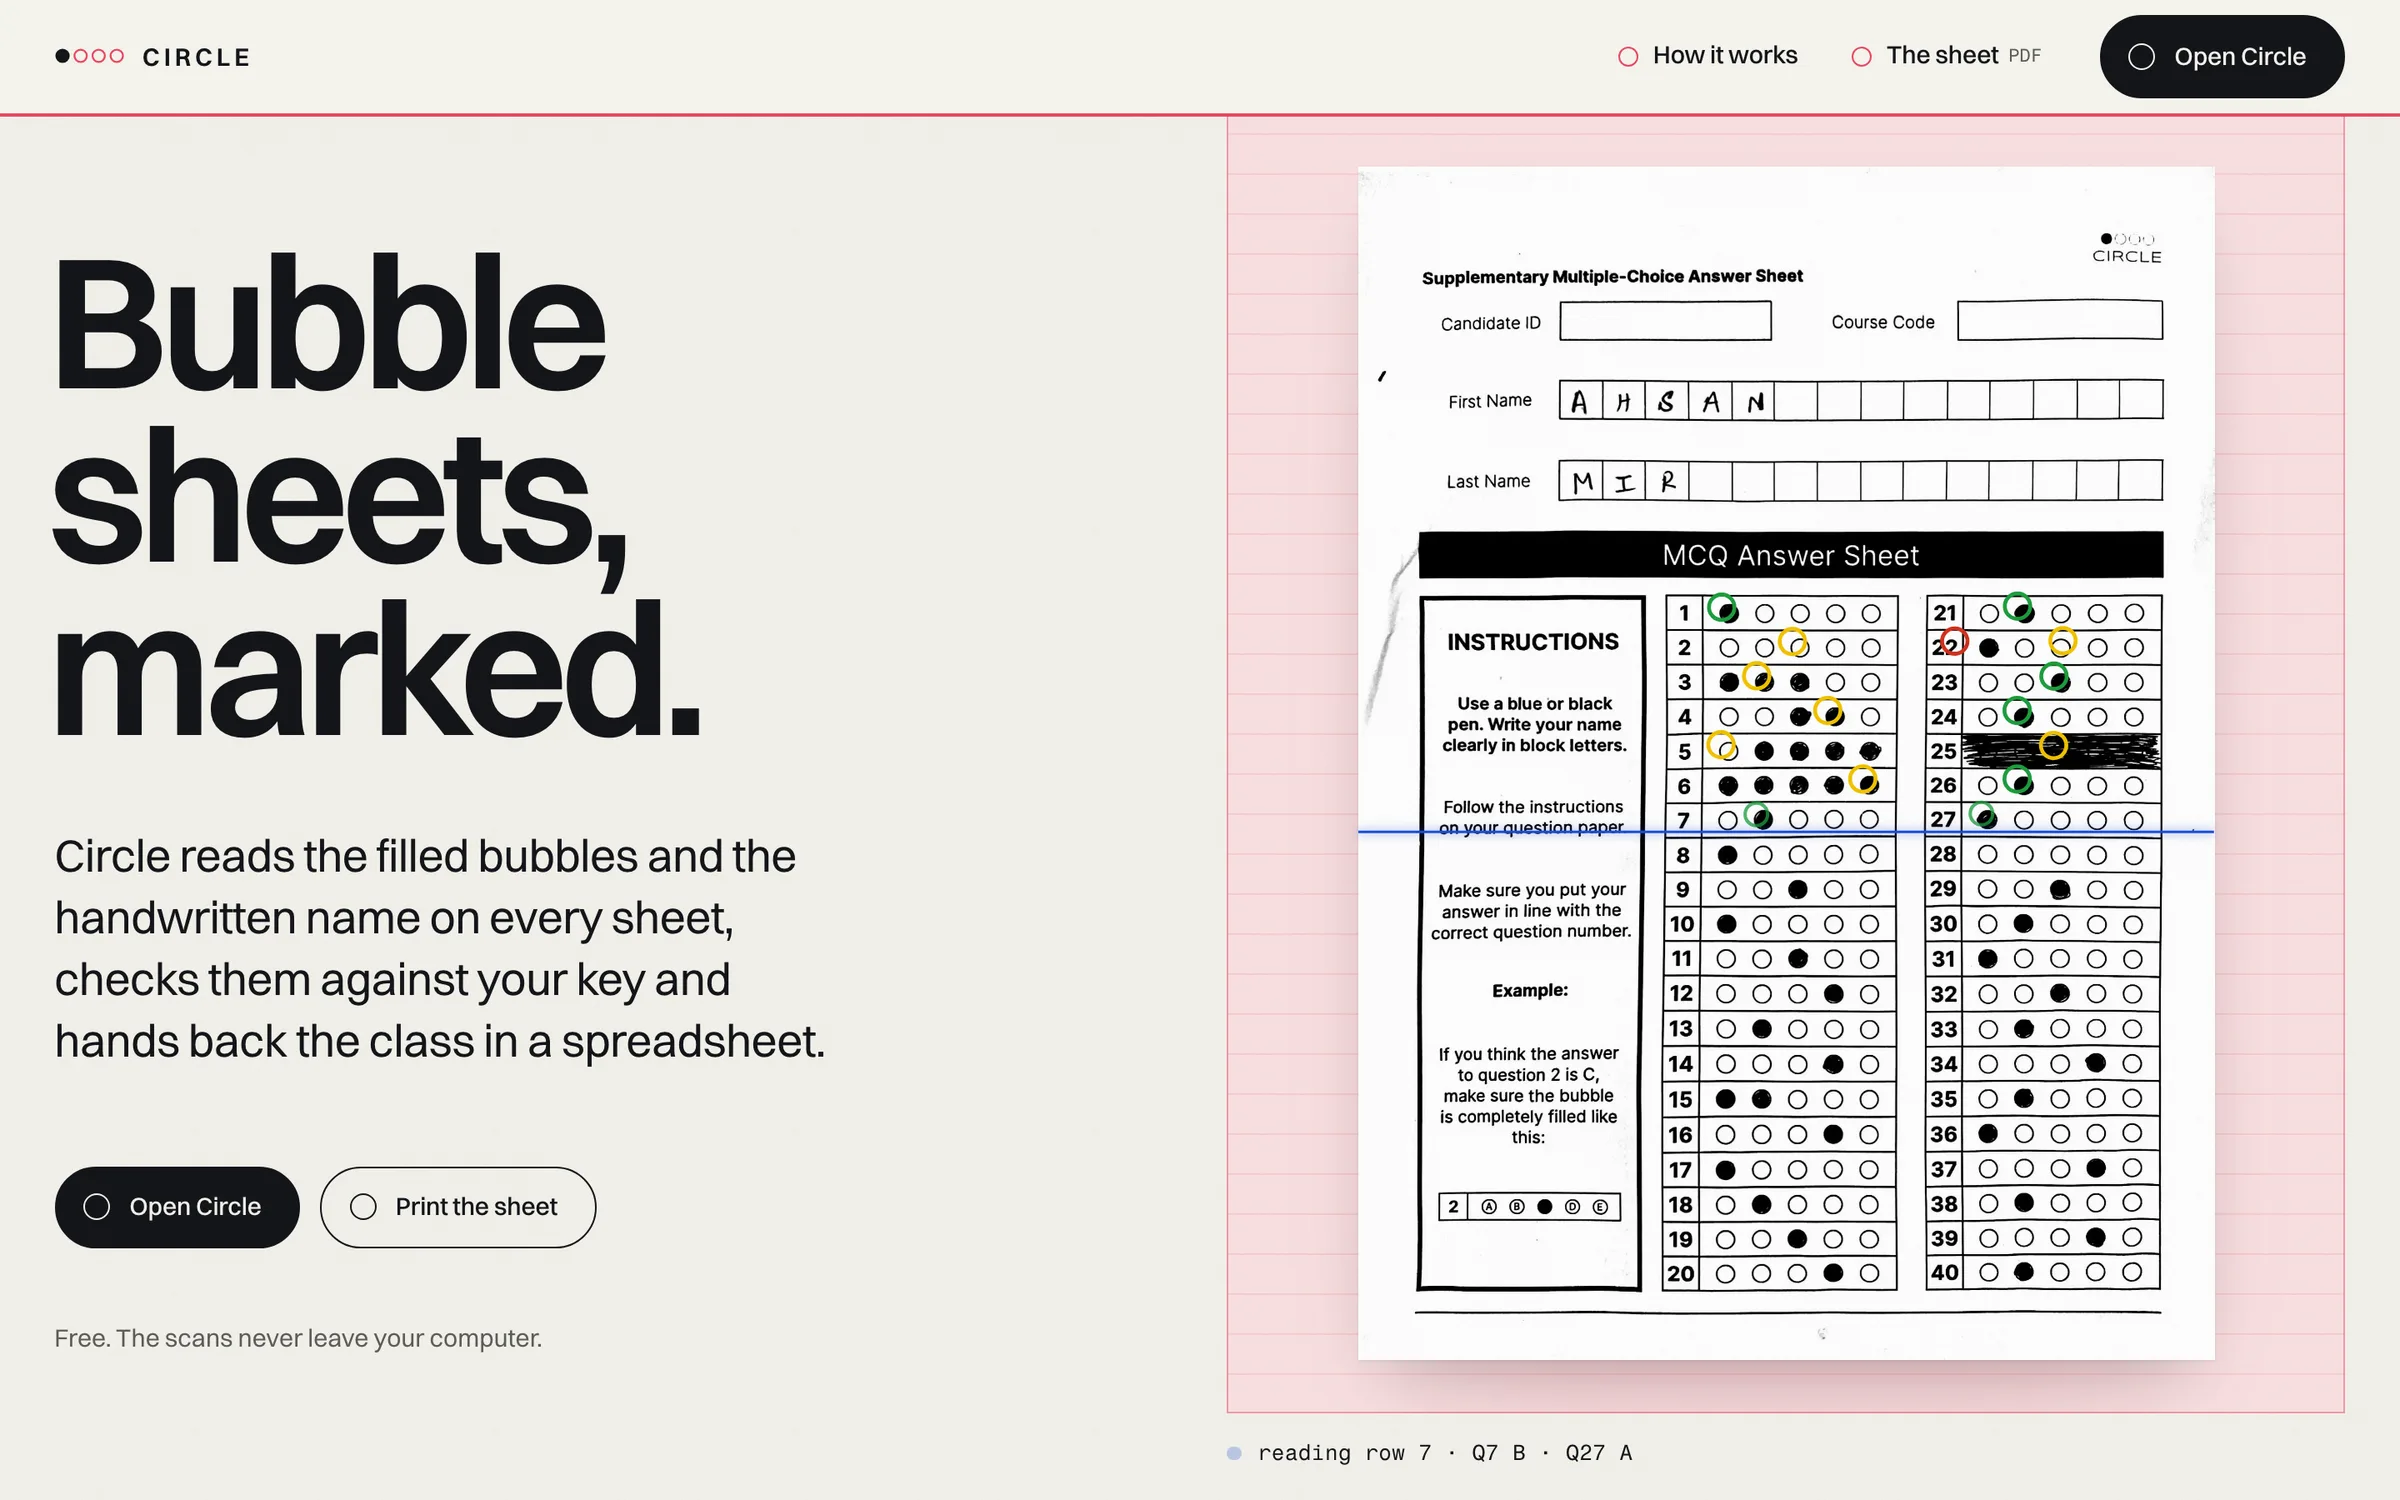 CIRCLE
How it works
The sheet PDF
Open Circle
Bubble
sheets,
marked.
Circle reads the filled bubbles and the
handwritten name on every sheet,
checks them against your key and
hands back the class in a spreadsheet.
Open Circle
Print the sheet
Free. The scans never leave your computer.
CIRCLE
Supplementary Multiple-Choice Answer Sheet
Candidate ID
Course Code
First Name AHSAN
Last Name MIR
MCQ Answer Sheet
INSTRUCTIONS
Use a blue or black
pen. Write your name
clearly in block letters.
Follow the instructions
on your question paper.
Make sure you put your
answer in line with the
correct question number.
Example:
If you think the answer
to question 2 is C,
make sure the bubble
is completely filled like
this:
2 A B D E
1
2
3
4
5
6
7
8
9
10
11
12
13
14
15
16
17
18
19
20
21
22
23
24
25
26
27
28
29
30
31
32
33
34
35
36
37
38
39
40
reading row 7 · Q7 B · Q27 A